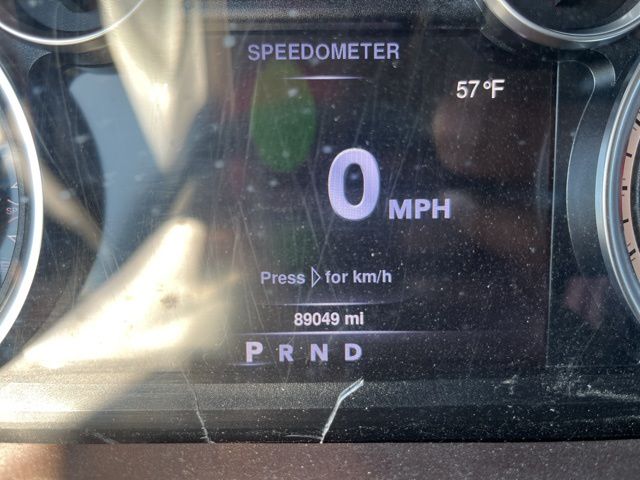 SPEEDOMETER
57°F
0 MPH
Press ▷ for km/h
89049 mi
P R N D